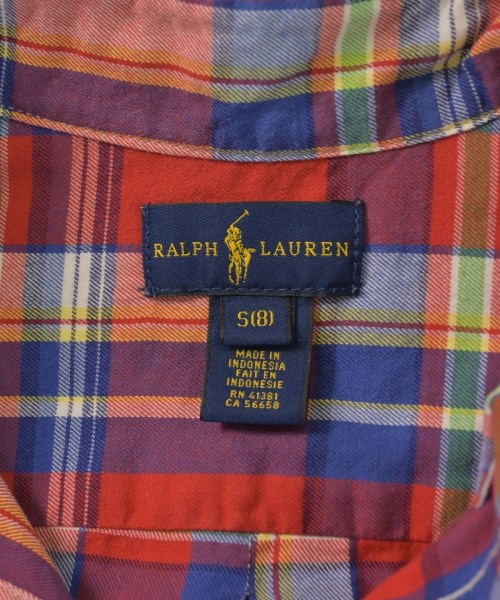 RALPH LAUREN
S(8)
MADE IN
INDONESIA
FAIT EN
INDONESIE
RN 41381
CA 56658